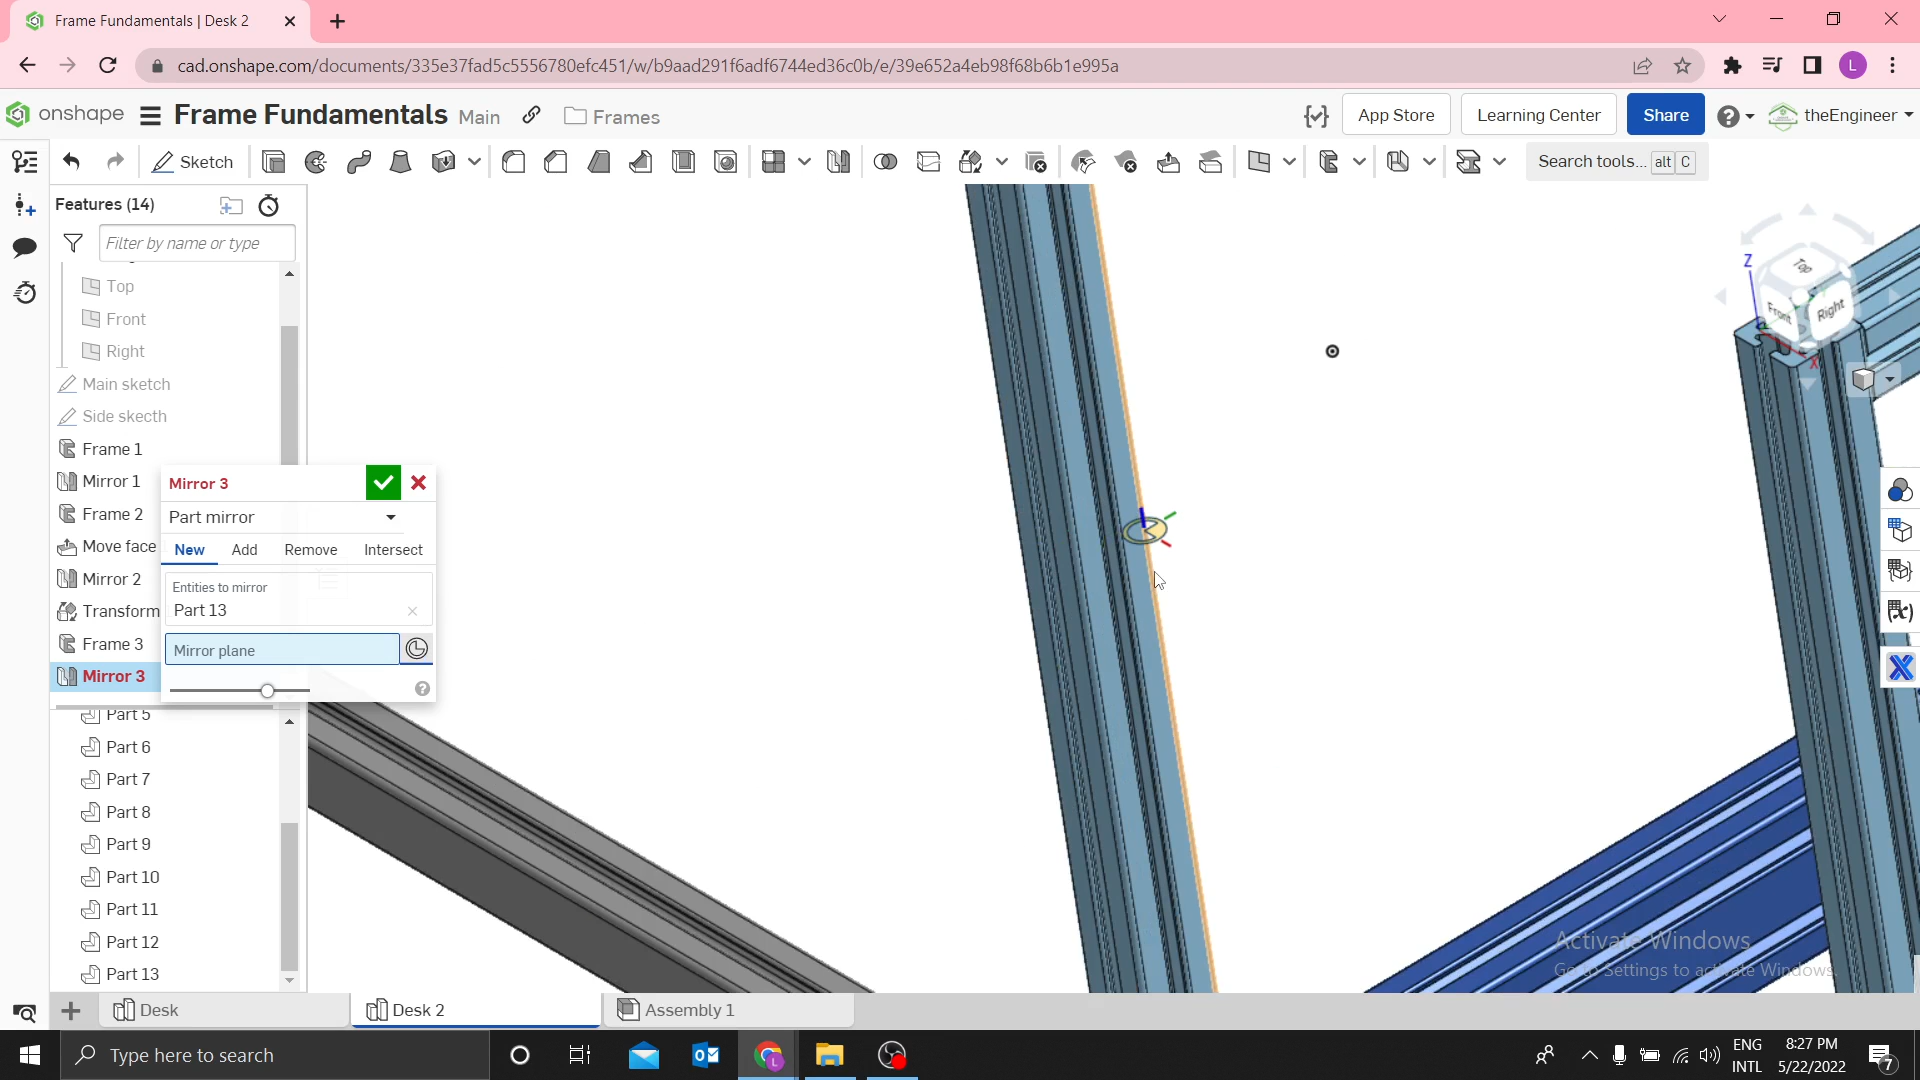 Frame Fundamentals | Desk 2
cad.onshape.com/documents/335e37fad5c5556780efc451/w/b9aad291f6adf6744ed36c0b/e/39e652a4eb98f68b6b1e995a
L
onshape
Frame Fundamentals
Main
Frames
App Store
Learning Center
Share
theEngineer
Sketch
Search tools...
alt
C
Features (14)
Filter by name or type
Top
Front
Right
Main sketch
Side skecth
Frame 1
Mirror 1
Frame 2
Move face
Mirror 2
Transform
Frame 3
Mirror 3
Mirror 3
Part mirror
New
Add
Remove
Intersect
Entities to mirror
Part 13
Mirror plane
Part 5
Part 6
Part 7
Part 8
Part 9
Part 10
Part 11
Part 12
Part 13
Z
Top
Front
Right
X
Activate Windows
Go to Settings to activate Windows.
Desk
Desk 2
Assembly 1
Type here to search
L
ENG
INTL
8:27 PM
5/22/2022
7